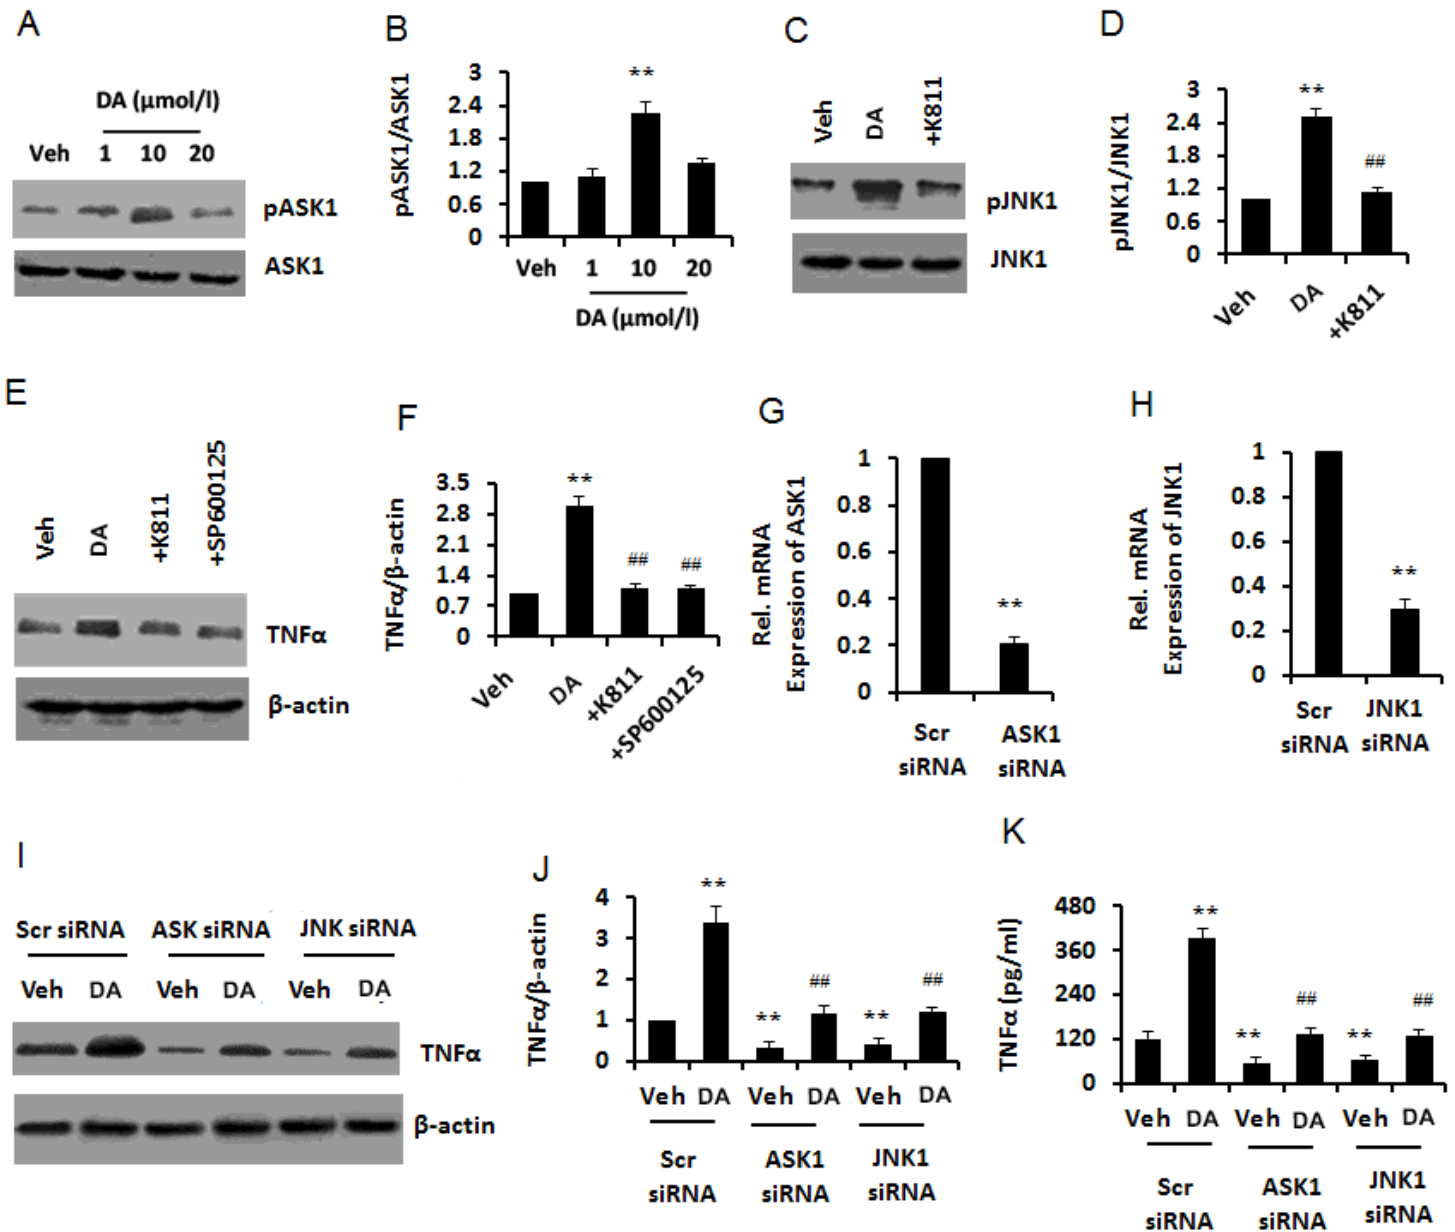 A
DA (μmol/l)
Veh 1 10 20
pASK1
ASK1
B
pASK1/ASK1
3
2.4
1.8
1.2
0.6
0
**
Veh 1 10 20
DA (μmol/l)
C
Veh
DA
+K811
pJNK1
JNK1
D
pJNK1/JNK1
3
2.4
1.8
1.2
0.6
0
**
##
Veh
DA
+K811
E
Veh
DA
+K811
+SP600125
TNFα
β-actin
F
TNFα/β-actin
3.5
2.8
2.1
1.4
0.7
0
**
##
##
Veh
DA
+K811
+SP600125
G
Rel. mRNA
Expression of ASK1
1
0.8
0.6
0.4
0.2
0
**
Scr ASK1
siRNA siRNA
H
Rel. mRNA
Expression of JNK1
1
0.8
0.6
0.4
0.2
0
**
Scr JNK1
siRNA siRNA
I
Scr siRNA ASK siRNA JNK siRNA
Veh DA Veh DA Veh DA
TNFα
β-actin
J
TNFα/β-actin
4
3
2
1
0
**
**
##
**
##
Veh DA Veh DA Veh DA
Scr ASK1 JNK1
siRNA siRNA siRNA
K
TNFα (pg/ml)
480
360
240
120
0
**
**
##
**
##
Veh DA Veh DA Veh DA
Scr ASK1 JNK1
siRNA siRNA siRNA